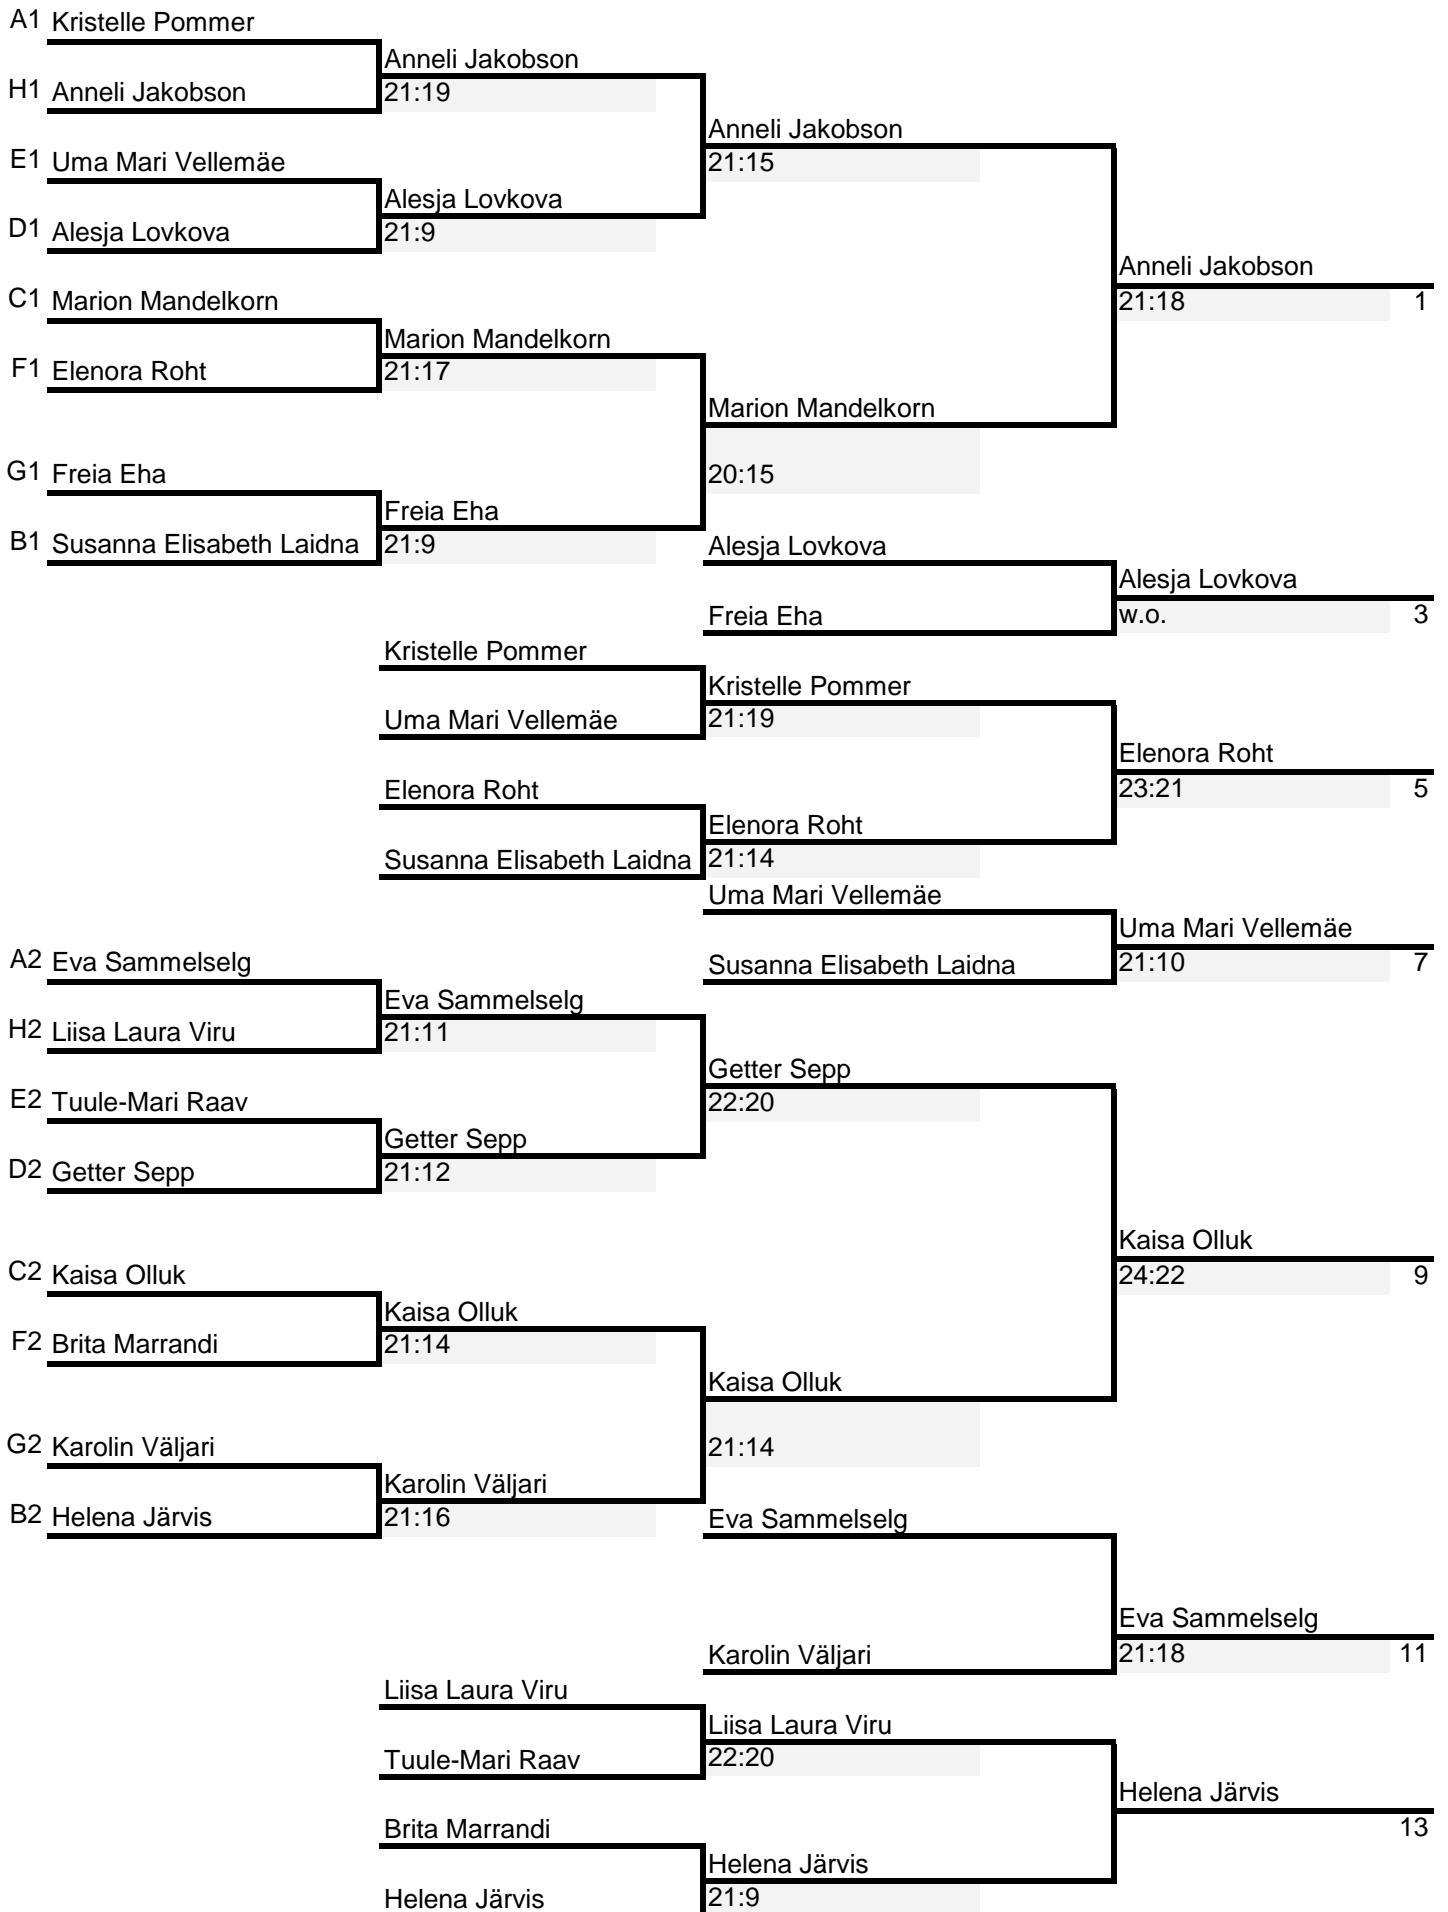 A1 Kristelle Pommer
Anneli Jakobson
H1 Anneli Jakobson 21:19
Anneli Jakobson
E1 Uma Mari Vellemäe 21:15
Alesja Lovkova
D1 Alesja Lovkova 21:9
Anneli Jakobson
C1 Marion Mandelkorn 21:18 1
Marion Mandelkorn
F1 Elenora Roht 21:17
Marion Mandelkorn
G1 Freia Eha 20:15
Freia Eha
B1 Susanna Elisabeth Laidna 21:9 Alesja Lovkova
Alesja Lovkova
Freia Eha w.o. 3
Kristelle Pommer
Kristelle Pommer
Uma Mari Vellemäe 21:19
Elenora Roht
Elenora Roht 23:21 5
Elenora Roht
Susanna Elisabeth Laidna 21:14
Uma Mari Vellemäe
Uma Mari Vellemäe
A2 Eva Sammelselg Susanna Elisabeth Laidna 21:10 7
Eva Sammelselg
H2 Liisa Laura Viru 21:11
Getter Sepp
E2 Tuule-Mari Raav 22:20
Getter Sepp
D2 Getter Sepp 21:12
Kaisa Olluk
C2 Kaisa Olluk 24:22 9
Kaisa Olluk
F2 Brita Marrandi 21:14
Kaisa Olluk
G2 Karolin Väljari 21:14
Karolin Väljari
B2 Helena Järvis 21:16 Eva Sammelselg
Eva Sammelselg
Karolin Väljari 21:18 11
Liisa Laura Viru
Liisa Laura Viru
Tuule-Mari Raav 22:20
Helena Järvis
Brita Marrandi 13
Helena Järvis
Helena Järvis 21:9